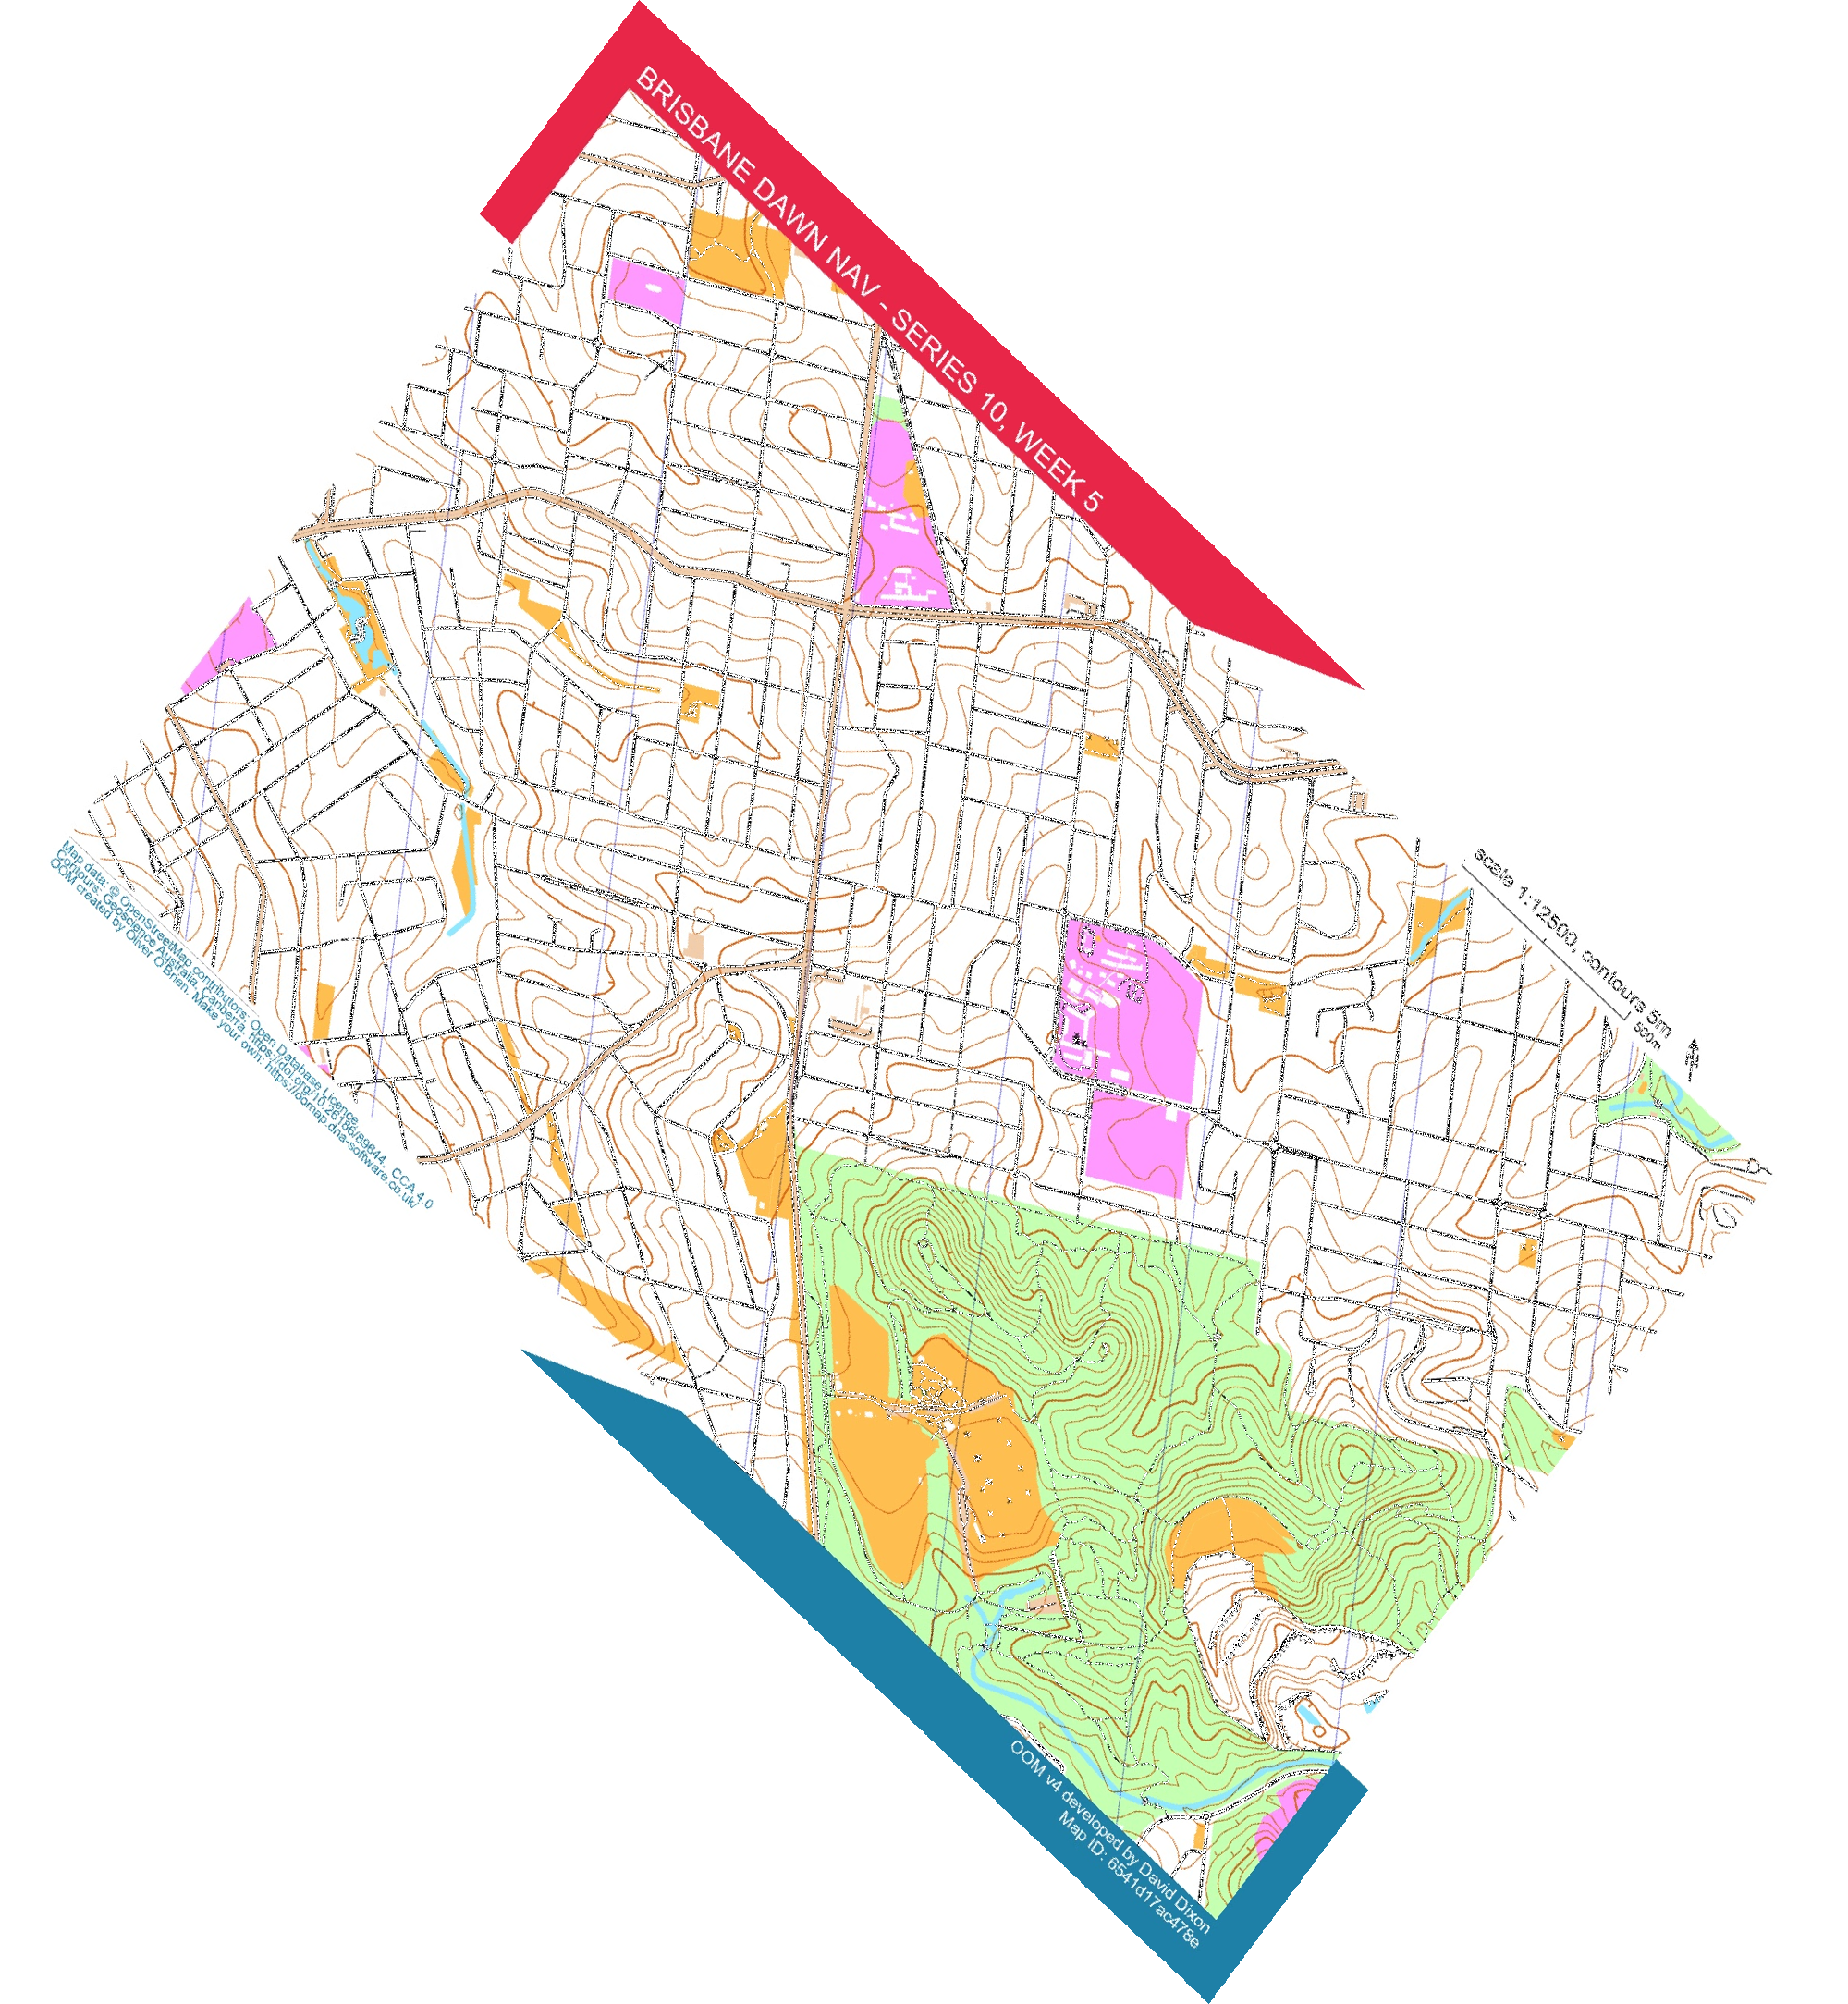 BRISBANE DAWN NAV - SERIES 10, WEEK 5
scale 1:12500, contours 5m
500m
Map data: © OpenStreetMap contributors: Open Database Licence.
Contours: Geoscience Australia, Canberra. https://doi.org/10.26186/89644, CCA 4.0
OOM created by Oliver O'Brien. Make your own: https://oomap.dna-software.co.uk/
OOM v4 developed by David Dixon
Map ID: 6541d17ac478e